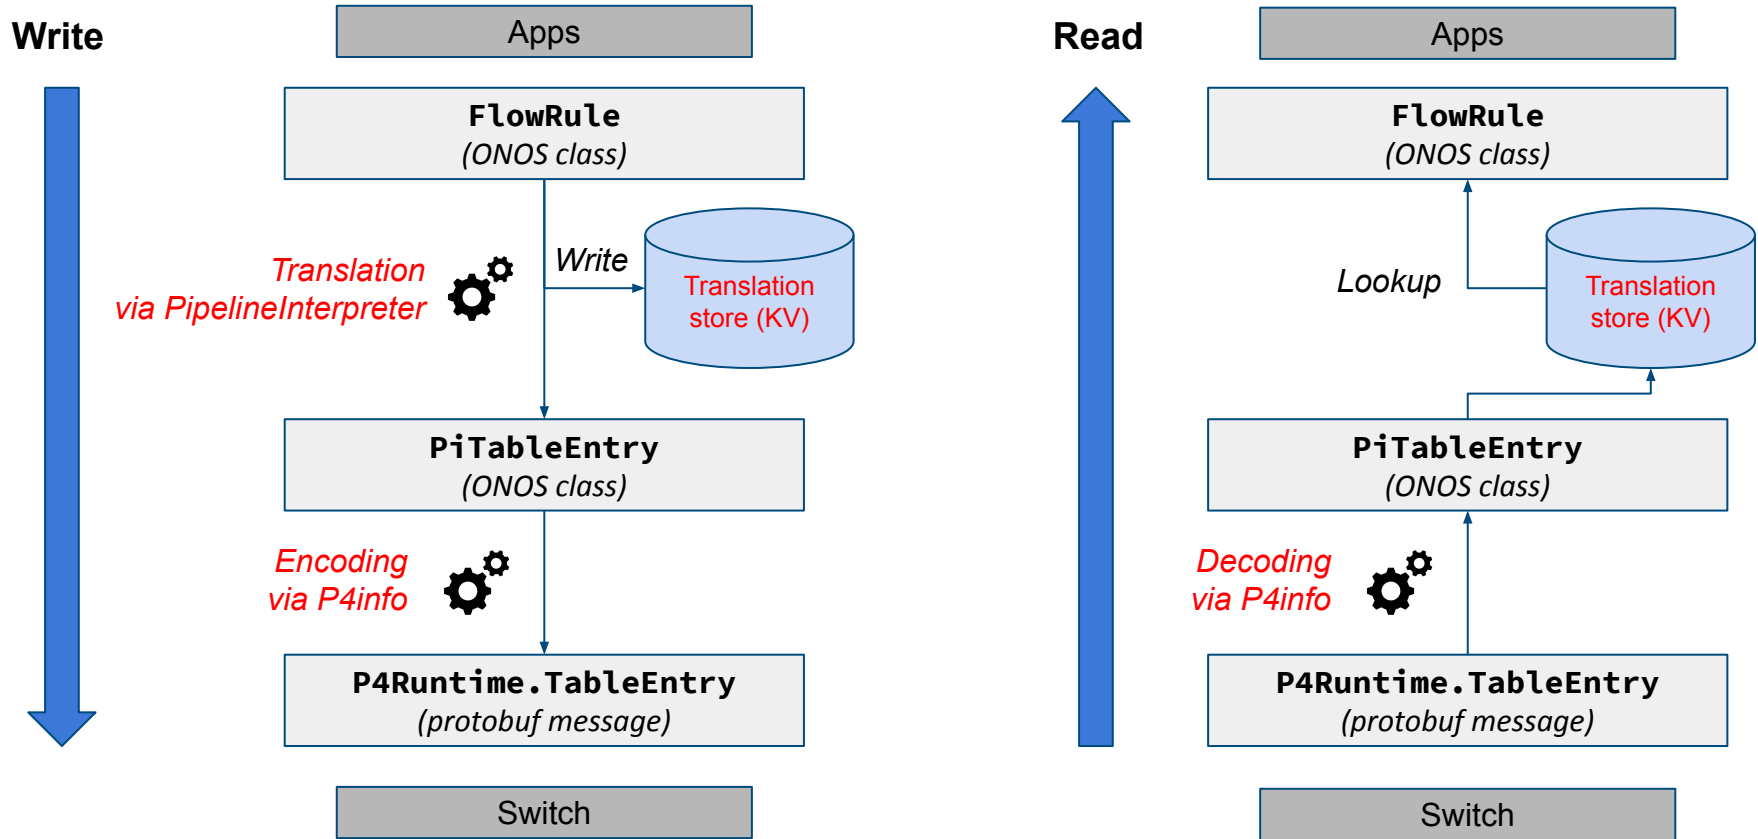 Write
Apps
FlowRule
(ONOS class)
Translation
via PipelineInterpreter
Write
Translation
store (KV)
PiTableEntry
(ONOS class)
Encoding
via P4info
P4Runtime.TableEntry
(protobuf message)
Switch
Read
Apps
FlowRule
(ONOS class)
Lookup
Translation
store (KV)
PiTableEntry
(ONOS class)
Decoding
via P4info
P4Runtime.TableEntry
(protobuf message)
Switch